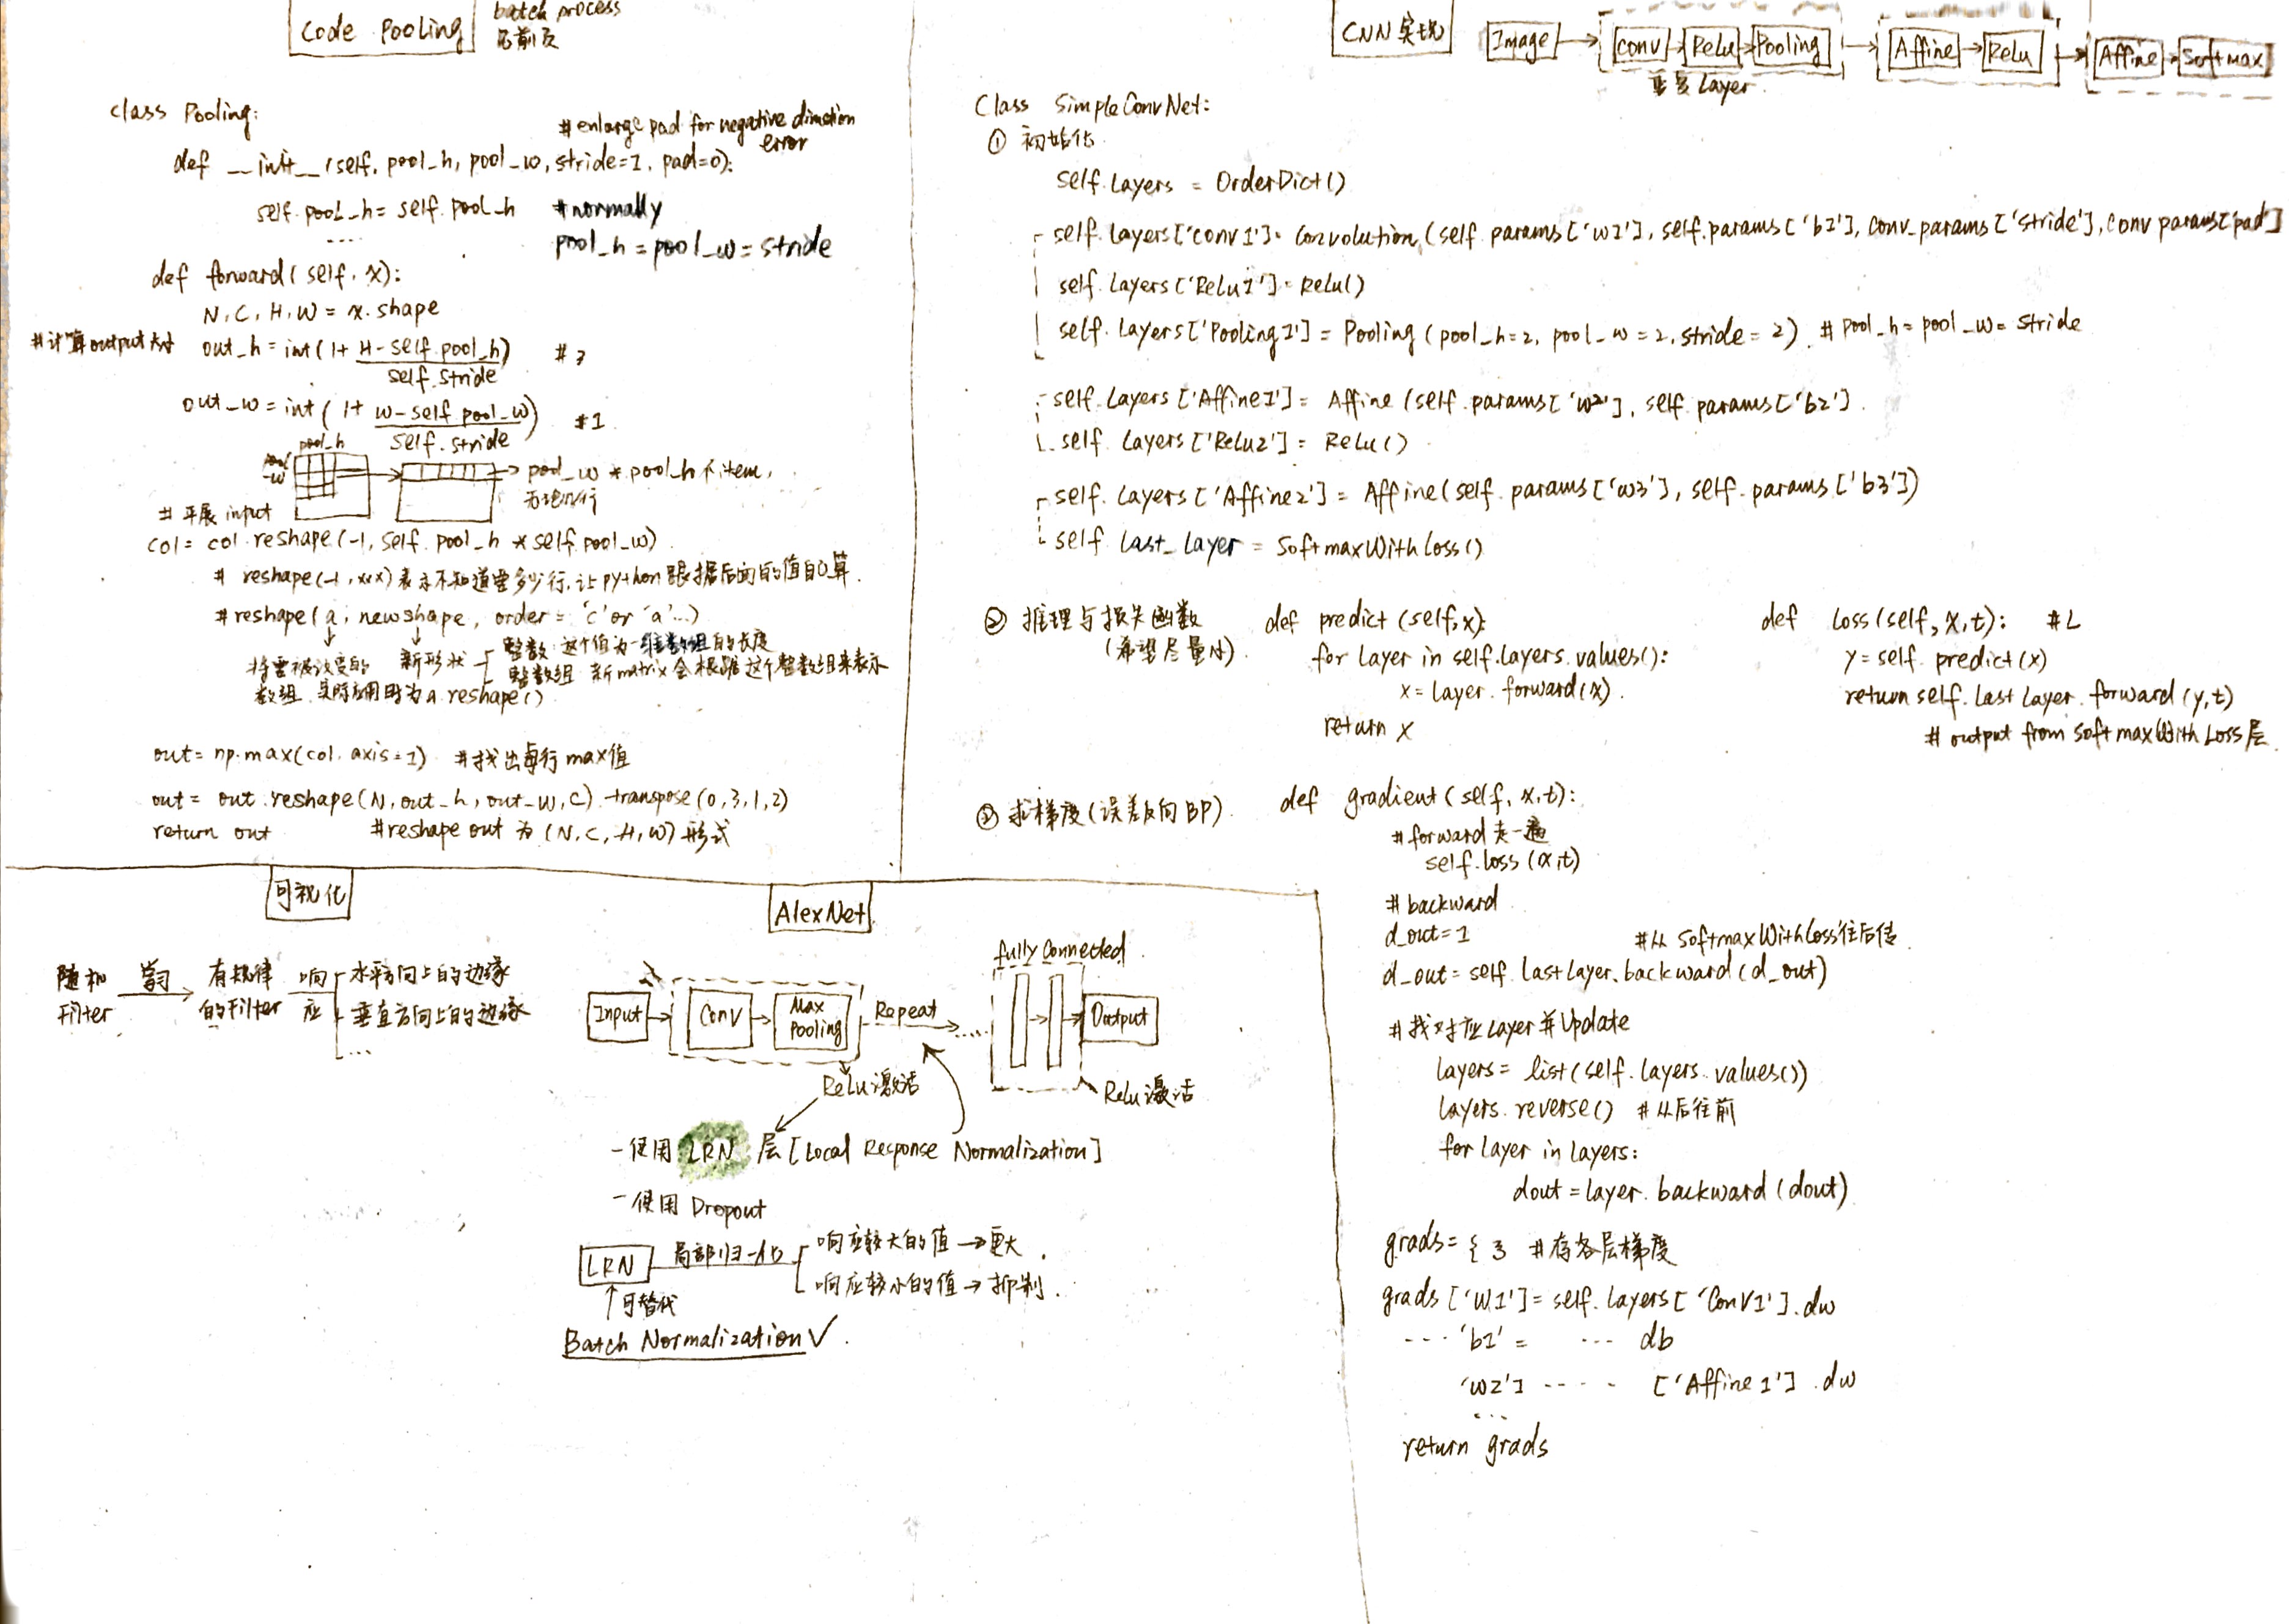 Code Pooling
batch process
class Pooling:
# enlarge pad for negative direction
error
def __init__(self, pool_h, pool_w, stride=1, pad=0):
self.pool_h = self.pool_h
....
# normally
pool_h = pool_w = stride
def forward(self, x):
N, C, H, W = x.shape
# 计算output大小
out_h = int(1+ H-self.pool_h / self.stride) # 2
out_w = int(1+ W-self.pool_w / self.stride) #1
pool_h
pool_w
→ pool_w * pool_h 个item,
# 平展 input
col = col.reshape(-1, self.pool_h * self.pool_w)
# reshape(-1, xxx) 表示不知道要多少行,让python跟据后面的值自己算.
# reshape(a, newshape, order = 'c' or 'a'...)
将需被改变的
数组, 实际应用时为a.reshape()
新形状
整数: 这个值为一维数组的长度
整数组: 新matrix会根据这个整数组来表示
out = np.max(col, axis=1) #找出每行max值
out = out.reshape(N, out_h, out_w, C).transpose(0,3,1,2)
return out #reshape out 为 (N, C, H, W) 形式
CNN 实现
Image → Conv → Relu → Pooling → Affine → Relu → Affine → Softmax
Layer
Class SimpleConvNet:
① 初始化
self.Layers = OrderDict()
self.Layers['conv1'] = Convolution(self.params['w1'], self.params['b1'], conv_params['stride'], conv params['pad']
self.Layers['Relu1'] = Relu()
self.Layers['Pooling1'] = Pooling(pool_h=2, pool_w=2, stride=2). # pool_h = pool_w = stride
self.Layers['Affine1'] = Affine(self.params['w2'], self.params['b2'].
self.Layers['Relu2'] = Relu()
self.Layers['Affine2'] = Affine(self.params['w3'], self.params['b3'])
self.Last_Layer = SoftmaxWithLoss()
② 推理与损失函数
(希望尽量小)
def predict(self, x):
for Layer in self.Layers.values():
x = Layer.forward(x).
return x
def Loss(self, x, t): #L
y = self.predict(x)
return self.Last Layer.forward(y,t)
# output from SoftmaxWithLoss层
③ 求梯度(误差反向BP).
def gradient(self, x, t):
#forward 走一遍
self.loss(x,t)
# backward
d_out=1 #从SoftmaxWithLoss往后传.
d_out = self.LastLayer.backward(d_out)
#找对应Layer并Update
Layers = list(self.Layers.values())
Layers.reverse() #从后往前
for Layer in Layers:
dout = Layer.backward(dout)
grads = { } #存各层梯度
grads['W1'] = self.Layers['Conv1'].dw
.... 'b1' = ... db
'w2'] .... ['Affine1'].dw
...
return grads
可视化
随机
Filter
学习
有规律
的Filter
响应
水平方向上的边缘
垂直方向上的边缘
...
AlexNet
Input → Conv → Max Pooling Repeat → ..... fully Connected Output
Relu激活
Relu激活
- 使用 LRN 层 [Local Response Normalization]
- 使用 Dropout
LRN 局部归一化
响应较大的值 → 更大.
响应较小的值 → 抑制.
↑可替代
Batch Normalization √.